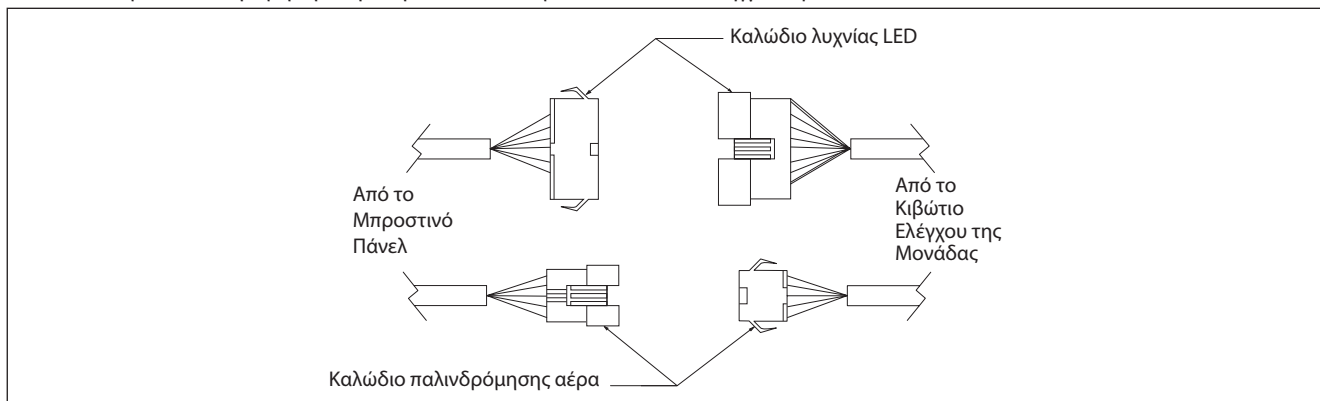 Καλώδιο λυχνίας LED
Από το
Μπροστινό
Πάνελ
Από το
Κιβώτιο
Ελέγχου της
Μονάδας
Καλώδιο παλινδρόμησης αέρα